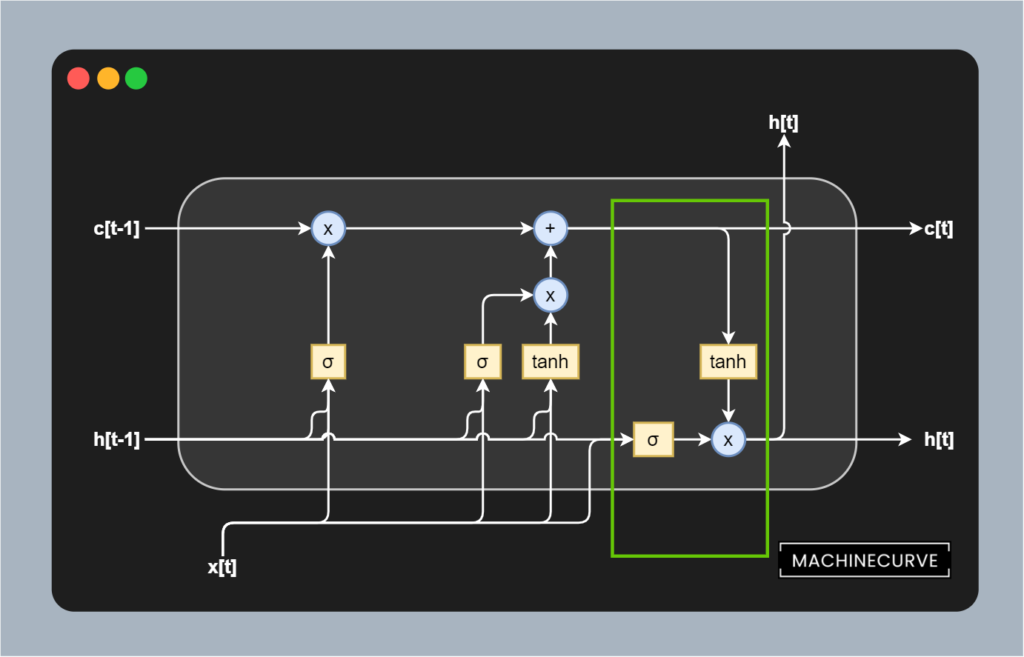 h[t]
c[t-1]
x
+
c[t]
x
σ
σ
tanh
tanh
h[t-1]
σ
x
h[t]
x[t]
MACHINECURVE